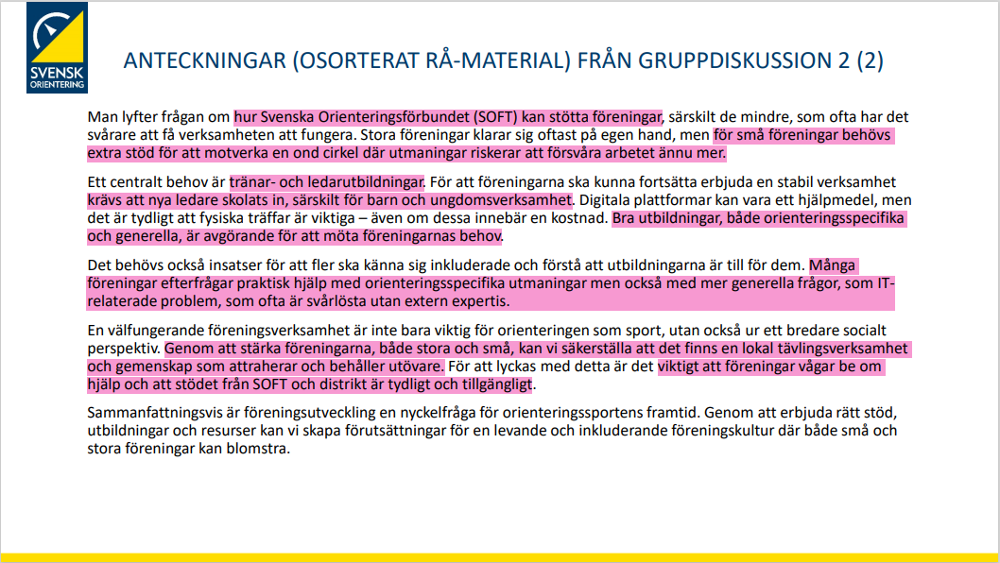 SVENSK
ORIENTERING
ANTECKNINGAR (OSORTERAT RÅ-MATERIAL) FRÅN GRUPPDISKUSSION 2 (2)
Man lyfter frågan om hur Svenska Orienteringsförbundet (SOFT) kan stötta föreningar, särskilt de mindre, som ofta har det
svårare att få verksamheten att fungera. Stora föreningar klarar sig oftast på egen hand, men för små föreningar behövs
extra stöd för att motverka en ond cirkel där utmaningar riskerar att försvåra arbetet ännu mer.
Ett centralt behov är tränar- och ledarutbildningar. För att föreningarna ska kunna fortsätta erbjuda en stabil verksamhet
krävs att nya ledare skolats in, särskilt för barn och ungdomsverksamhet. Digitala plattformar kan vara ett hjälpmedel, men
det är tydligt att fysiska träffar är viktiga – även om dessa innebär en kostnad. Bra utbildningar, både orienteringsspecifika
och generella, är avgörande för att möta föreningarnas behov.
Det behövs också insatser för att fler ska känna sig inkluderade och förstå att utbildningarna är till för dem. Många
föreningar efterfrågar praktisk hjälp med orienteringsspecifika utmaningar men också med mer generella frågor, som IT-
relaterade problem, som ofta är svårlösta utan extern expertis.
En välfungerande föreningsverksamhet är inte bara viktig för orienteringen som sport, utan också ur ett bredare socialt
perspektiv. Genom att stärka föreningarna, både stora och små, kan vi säkerställa att det finns en lokal tävlingsverksamhet
och gemenskap som attraherar och behåller utövare. För att lyckas med detta är det viktigt att föreningar vågar be om
hjälp och att stödet från SOFT och distrikt är tydligt och tillgängligt.
Sammanfattningsvis är föreningsutveckling en nyckelfråga för orienteringssportens framtid. Genom att erbjuda rätt stöd,
utbildningar och resurser kan vi skapa förutsättningar för en levande och inkluderande föreningskultur där både små och
stora föreningar kan blomstra.